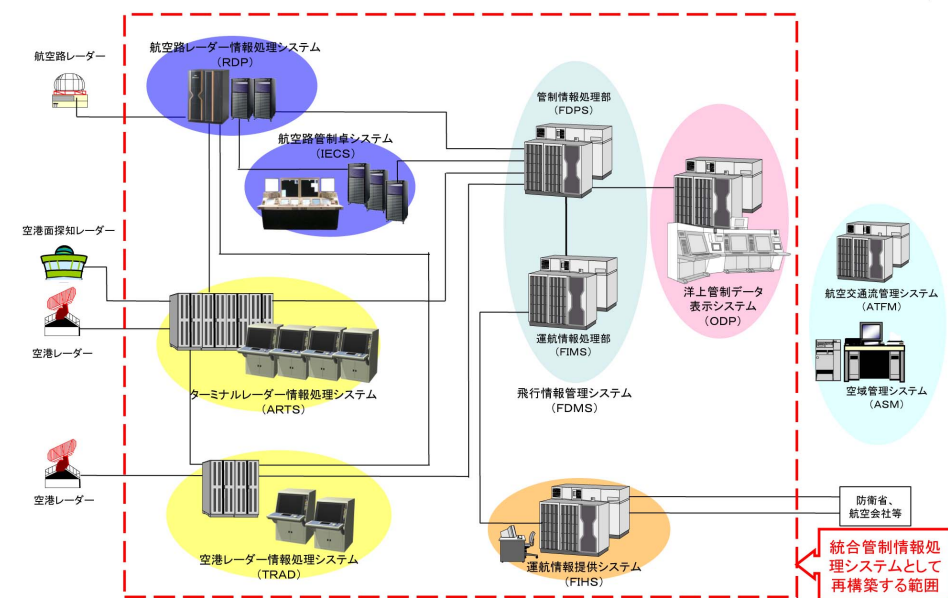 航空路レーダー
航空路レーダー情報処理システム
(RDP)
航空路管制卓システム
(IECS)
管制情報処理部
(FDPS)
空港面探知レーダー
空港レーダー
ターミナルレーダー情報処理システム
(ARTS)
運航情報処理部
(FIMS)
飛行情報管理システム
(FDMS)
洋上管制データ
表示システム
(ODP)
航空交通流管理システム
(ATFM)
空域管理システム
(ASM)
空港レーダー
空港レーダー情報処理システム
(TRAD)
運航情報提供システム
(FIHS)
防衛省、
航空会社等
統合管制情報処
理システムとして
再構築する範囲